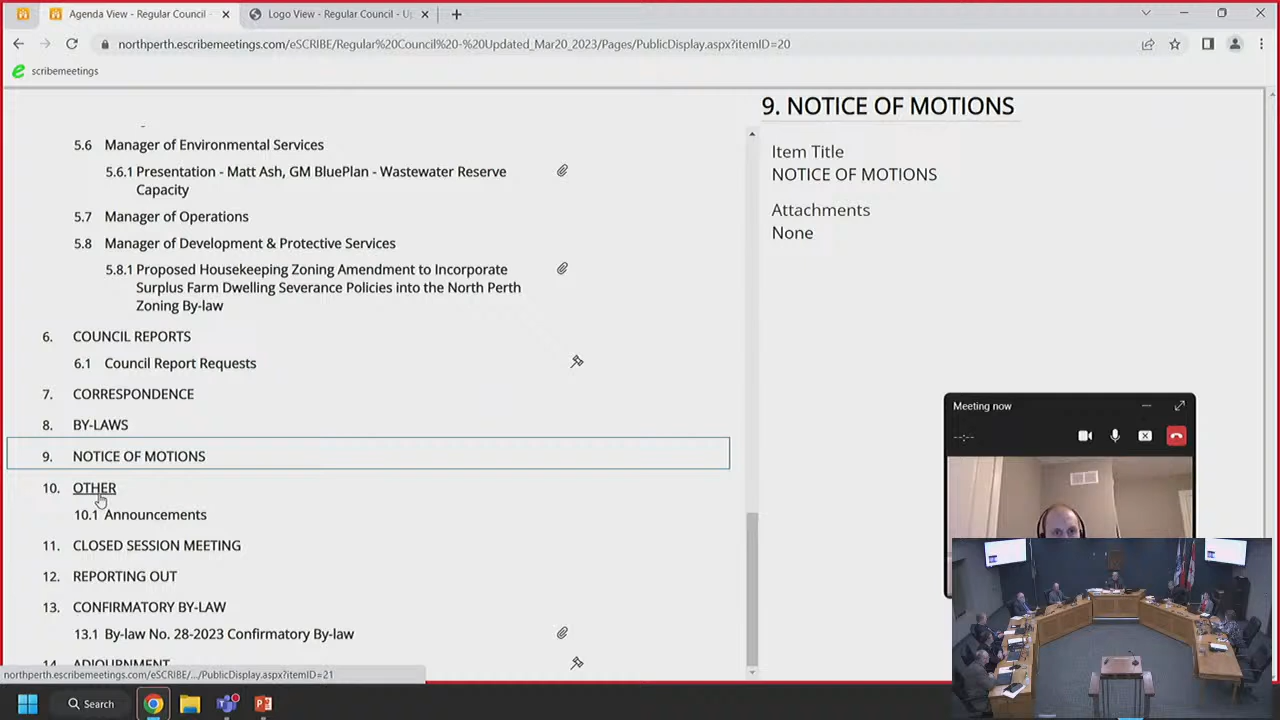 Agenda View - Regular Council -
Logo View - Regular Council - U
northperth.escribemeetings.com/eSCRIBE/Regular%20Council%20-%20Updated_Mar20_2023/Pages/PublicDisplay.aspx?itemID=20
scribemeetings
5.6 Manager of Environmental Services
5.6.1 Presentation - Matt Ash, GM BluePlan - Wastewater Reserve
Capacity
5.7 Manager of Operations
5.8 Manager of Development & Protective Services
5.8.1 Proposed Housekeeping Zoning Amendment to Incorporate
Surplus Farm Dwelling Severance Policies into the North Perth
Zoning By-law
6. COUNCIL REPORTS
6.1 Council Report Requests
7. CORRESPONDENCE
8. BY-LAWS
9. NOTICE OF MOTIONS
10. OTHER
10.1 Announcements
11. CLOSED SESSION MEETING
12. REPORTING OUT
13. CONFIRMATORY BY-LAW
13.1 By-law No. 28-2023 Confirmatory By-law
14. ADJOURNMENT
northperth.escribemeetings.com/eSCRIBE/.../PublicDisplay.aspx?itemID=21
9. NOTICE OF MOTIONS
Item Title
NOTICE OF MOTIONS
Attachments
None
Meeting now
--:--
Search